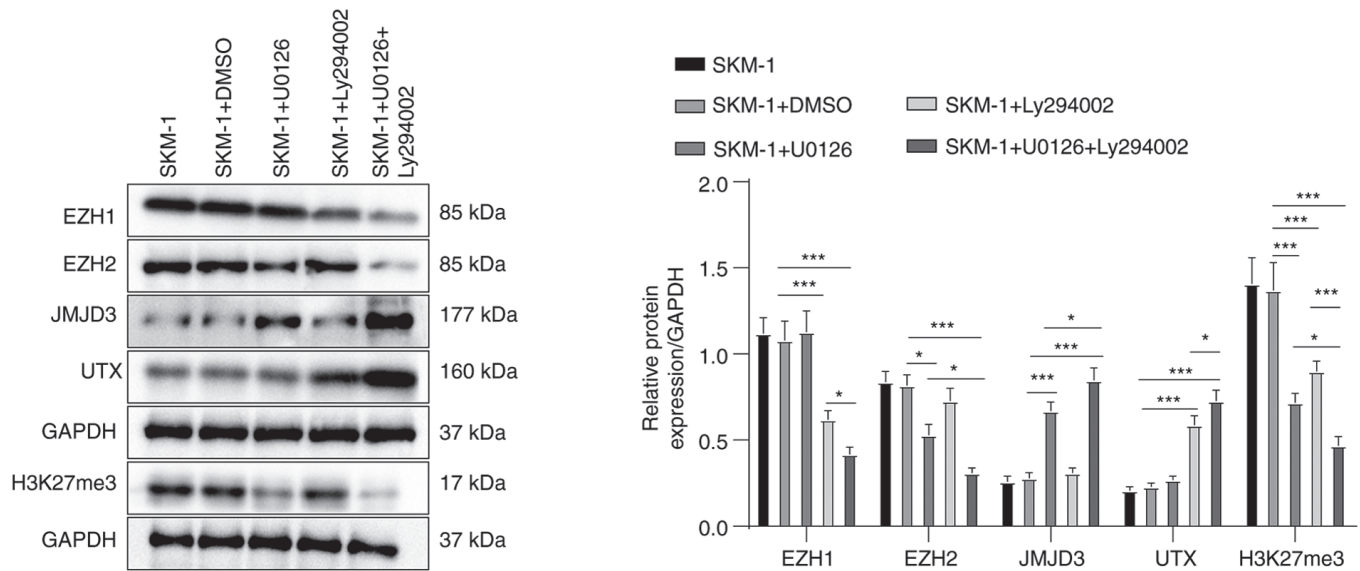 SKM-1
SKM-1+DMSO
SKM-1+U0126
SKM-1+Ly294002
SKM-1+U0126+
Ly294002
EZH1
85 kDa
EZH2
85 kDa
JMJD3
177 kDa
UTX
160 kDa
GAPDH
37 kDa
H3K27me3
17 kDa
GAPDH
37 kDa
SKM-1
SKM-1+DMSO
SKM-1+Ly294002
SKM-1+U0126
SKM-1+U0126+Ly294002
Relative protein
expression/GAPDH
2.0
1.5
1.0
0.5
0.0
***
***
*
***
*
*
*
***
***
*
***
***
***
***
***
***
*
EZH1
EZH2
JMJD3
UTX
H3K27me3